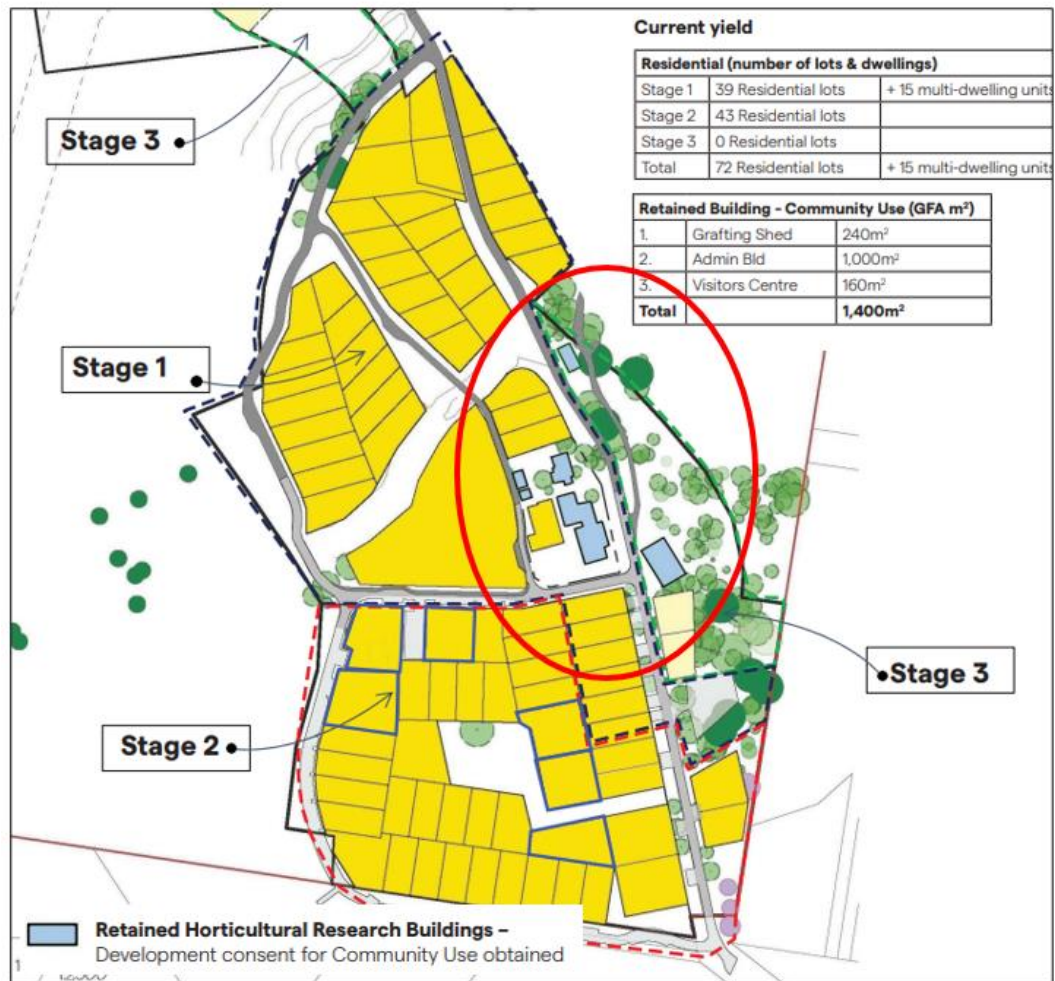 Current yield
Residential (number of lots & dwellings)
Stage 1 39 Residential lots + 15 multi-dwelling units
Stage 2 43 Residential lots
Stage 3 0 Residential lots
Total 72 Residential lots + 15 multi-dwelling units
Retained Building - Community Use (GFA m²)
1. Grafting Shed 240m²
2. Admin Bld 1,000m²
3. Visitors Centre 160m²
Total 1,400m²
Stage 3
Stage 1
Stage 3
Stage 2
Retained Horticultural Research Buildings –
Development consent for Community Use obtained
1